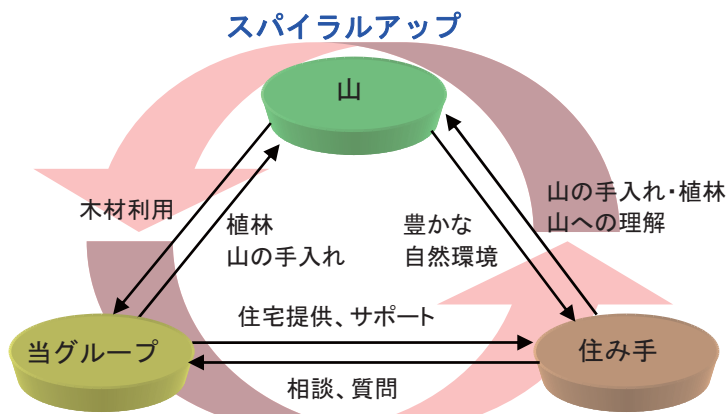 スパイラルアップ
山
木材利用
植林
山の手入れ
豊かな
自然環境
山の手入れ・植林
山への理解
住宅提供、サポート
当グループ
住み手
相談、質問